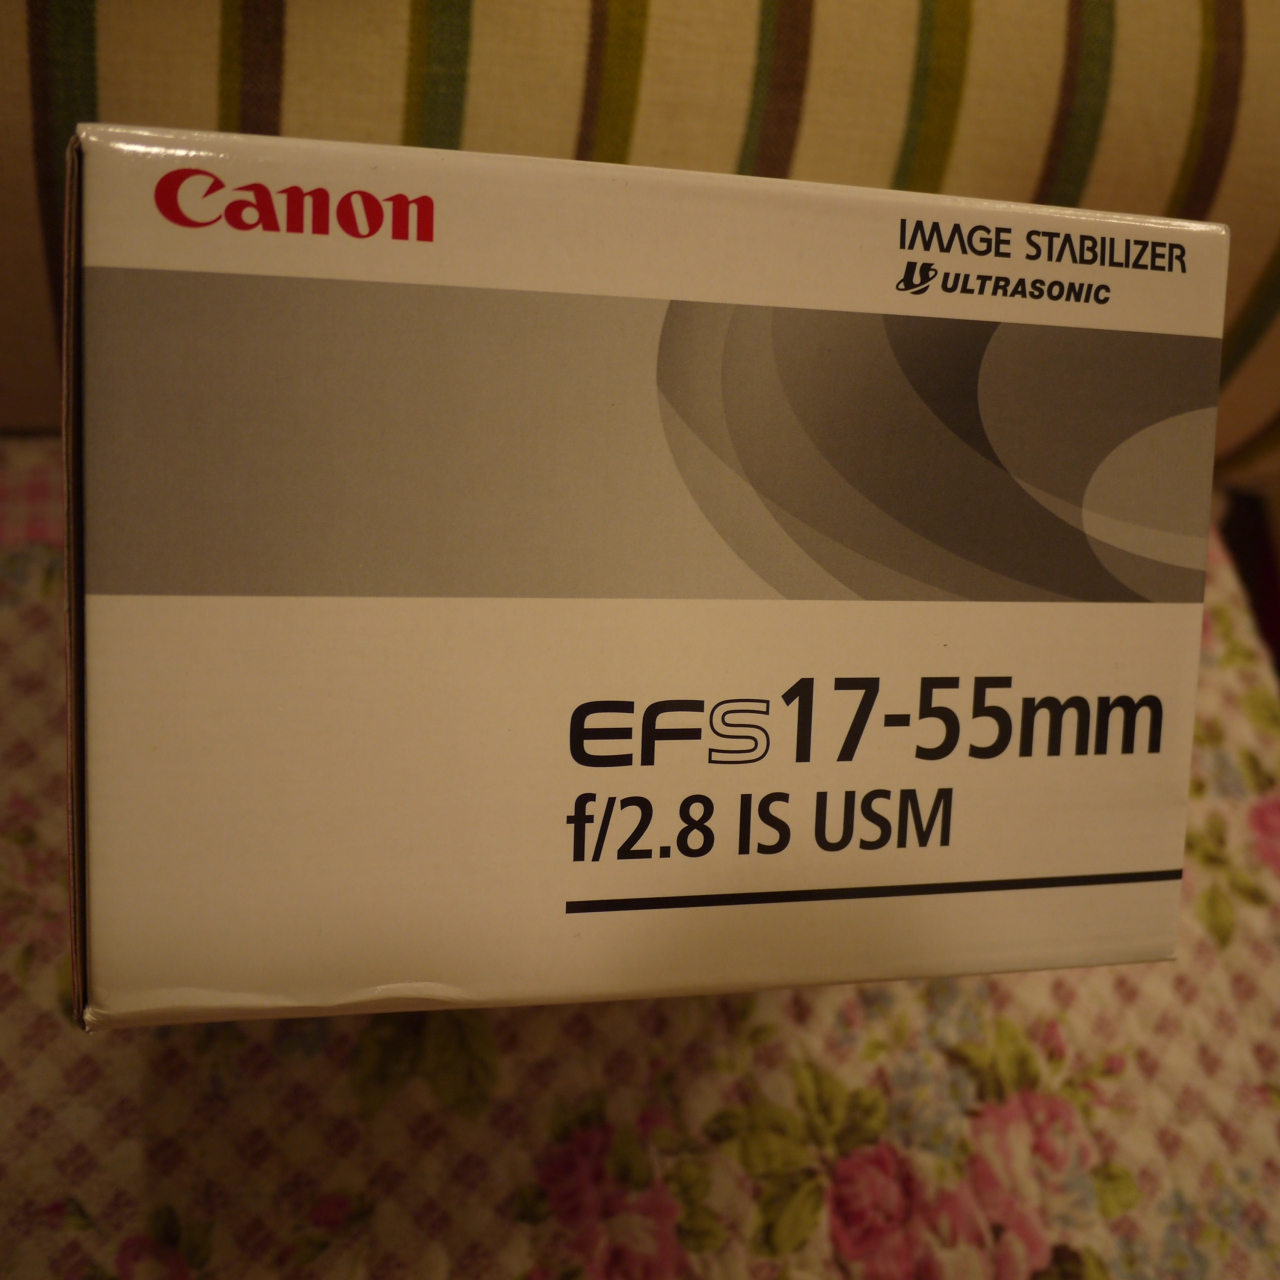 Canon
IMAGE STABILIZER
ULTRASONIC
EFS17-55mm
f/2.8 IS USM